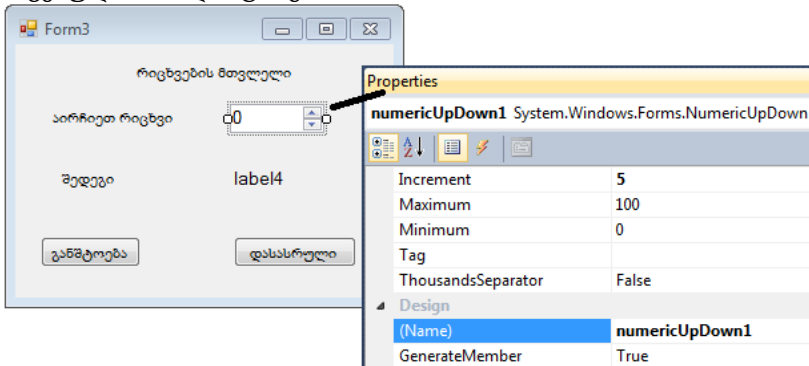 Form3
რიცხვების მთვლელი
აირჩიეთ რიცხვი
0
შედეგი
label4
განშტოება
დასასრული
Properties
numericUpDown1 System.Windows.Forms.NumericUpDown
Increment 5
Maximum 100
Minimum 0
Tag
ThousandsSeparator False
Design
(Name) numericUpDown1
GenerateMember True